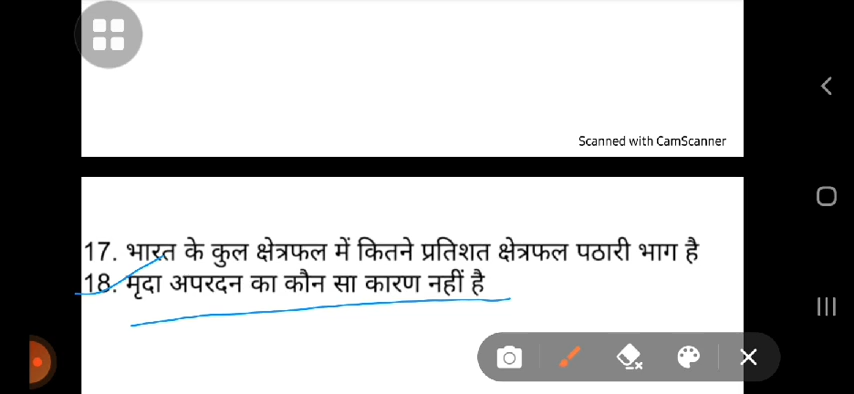 Scanned with CamScanner
17. भारत के कुल क्षेत्रफल में कितने प्रतिशत क्षेत्रफल पठारी भाग है
18. मृदा अपरदन का कौन सा कारण नहीं है